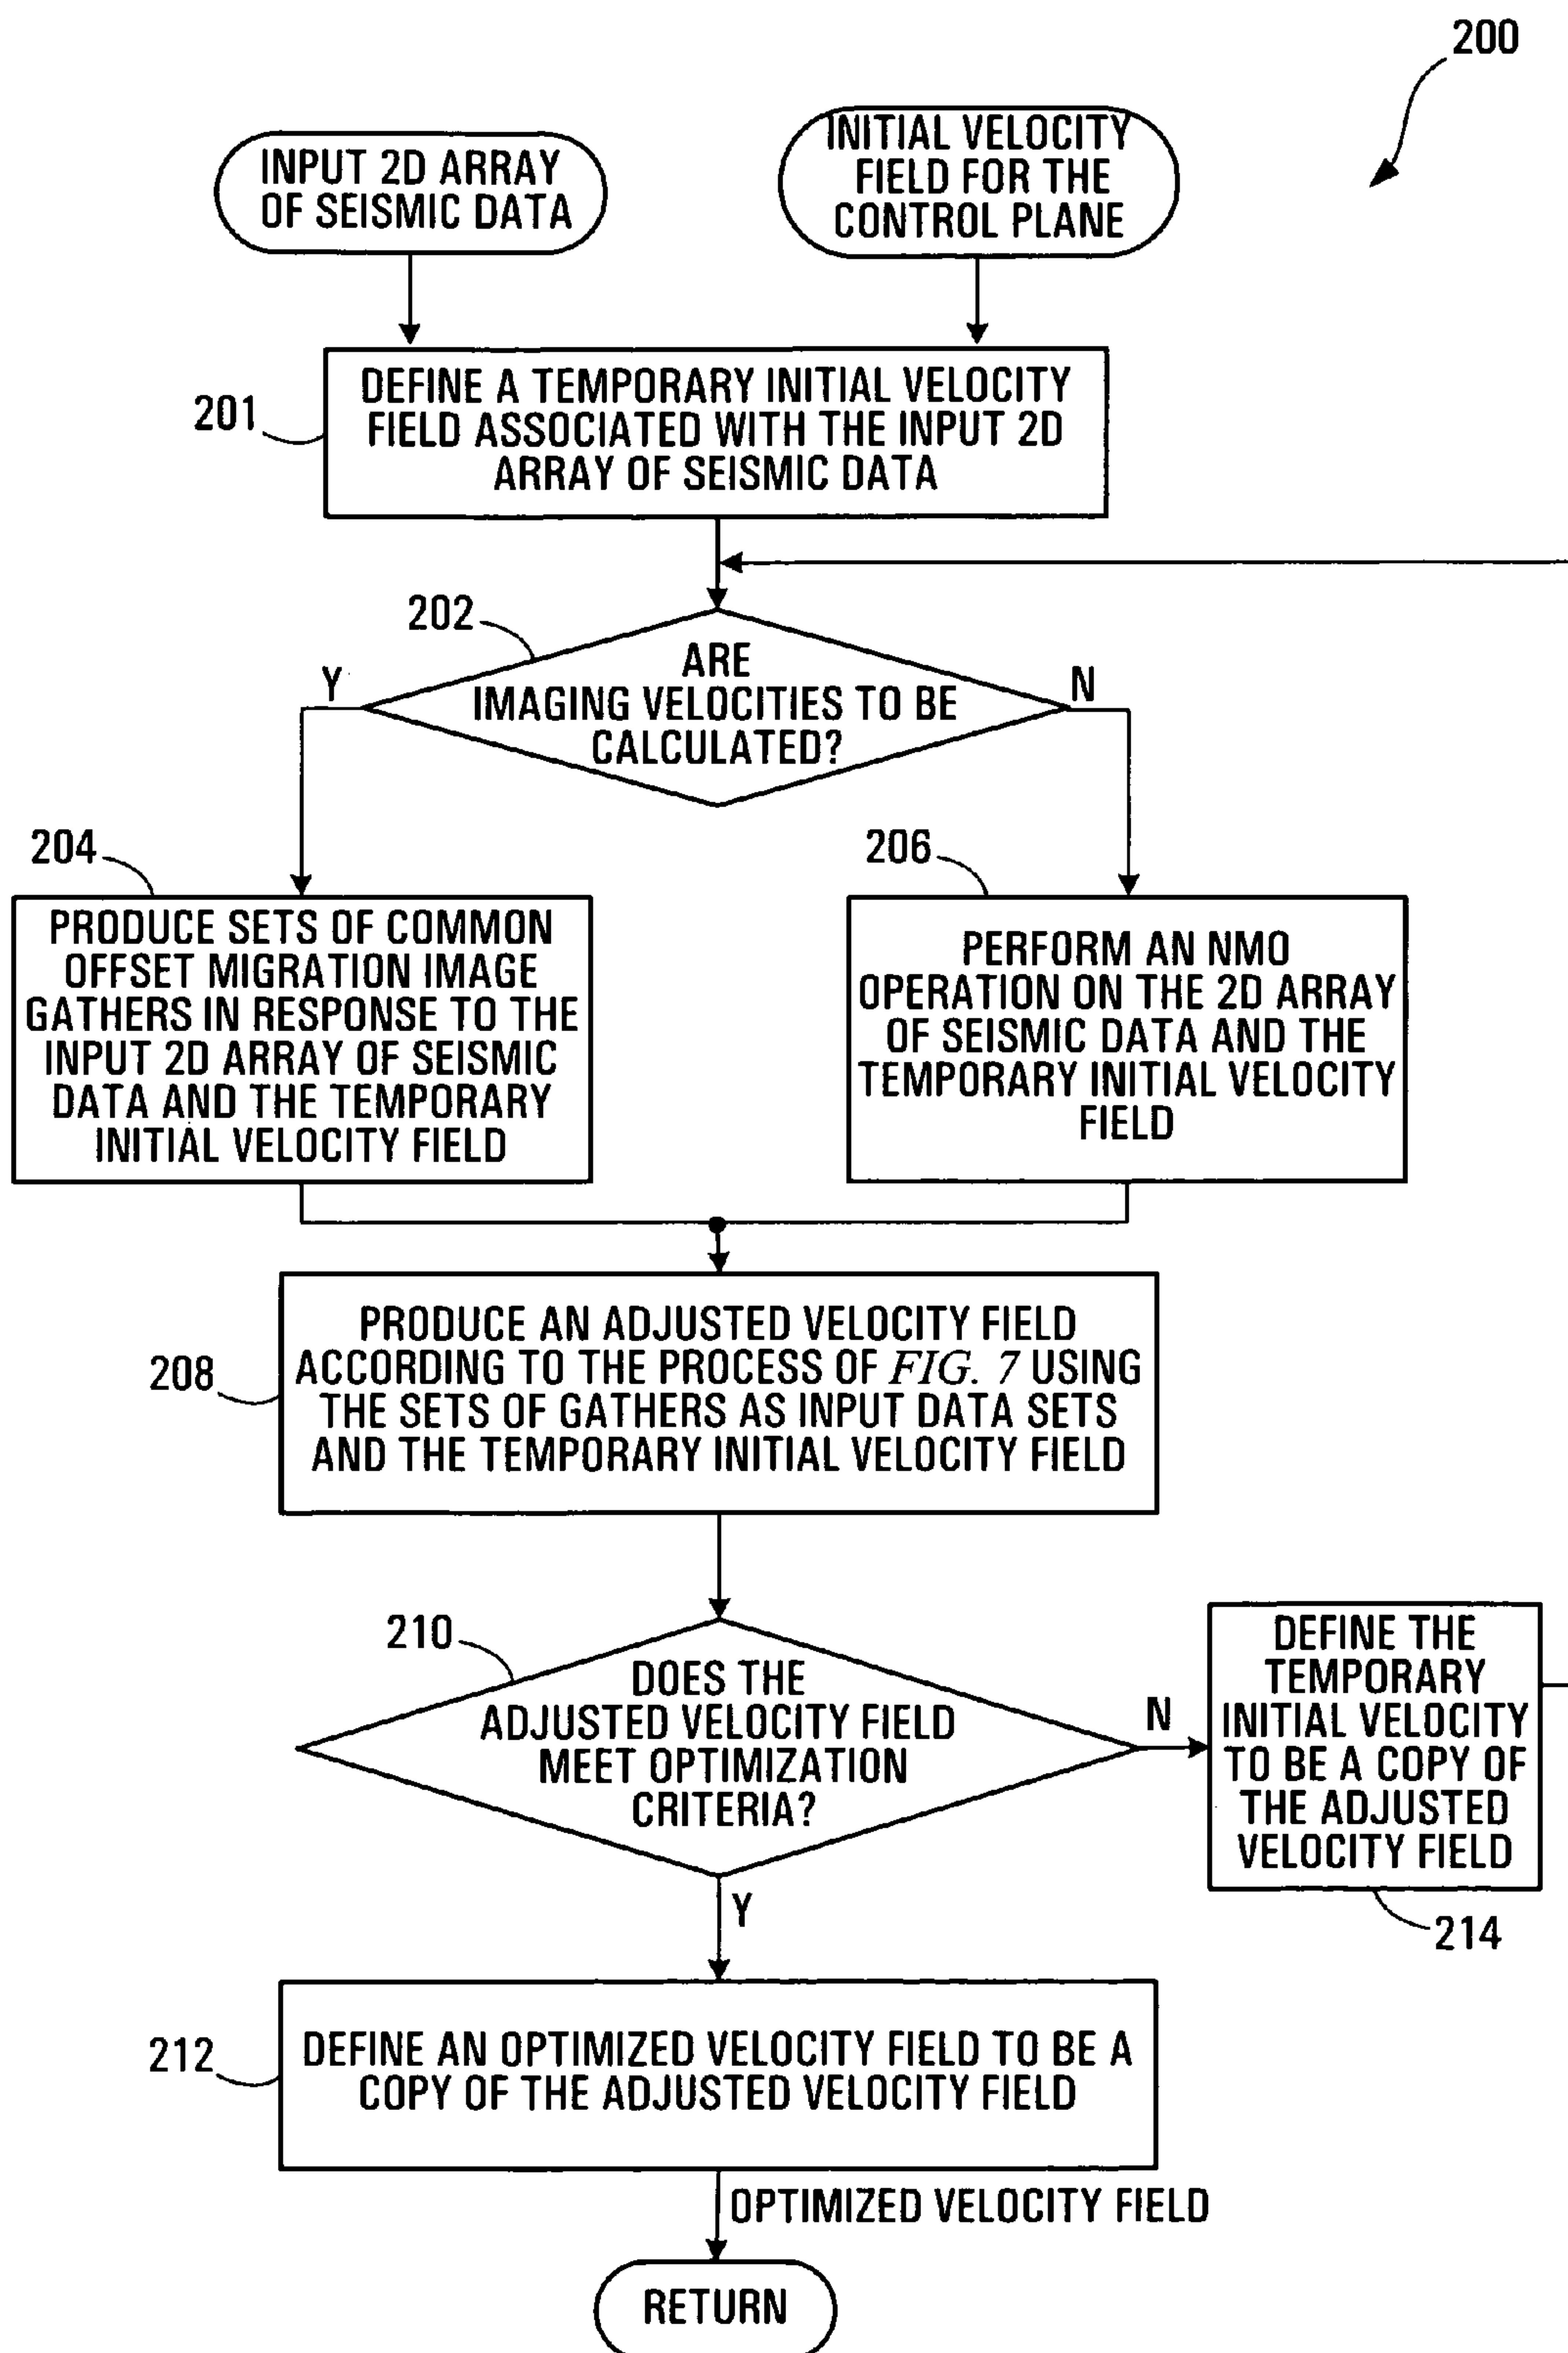 200
INPUT 2D ARRAY
OF SEISMIC DATA
INITIAL VELOCITY
FIELD FOR THE
CONTROL PLANE
201
DEFINE A TEMPORARY INITIAL VELOCITY
FIELD ASSOCIATED WITH THE INPUT 2D
ARRAY OF SEISMIC DATA
202
ARE
IMAGING VELOCITIES TO BE
CALCULATED?
Y
N
204
PRODUCE SETS OF COMMON
OFFSET MIGRATION IMAGE
GATHERS IN RESPONSE TO THE
INPUT 2D ARRAY OF SEISMIC
DATA AND THE TEMPORARY
INITIAL VELOCITY FIELD
206
PERFORM AN NMO
OPERATION ON THE 2D ARRAY
OF SEISMIC DATA AND THE
TEMPORARY INITIAL VELOCITY
FIELD
208
PRODUCE AN ADJUSTED VELOCITY FIELD
ACCORDING TO THE PROCESS OF FIG. 7 USING
THE SETS OF GATHERS AS INPUT DATA SETS
AND THE TEMPORARY INITIAL VELOCITY FIELD
210
DOES THE
ADJUSTED VELOCITY FIELD
MEET OPTIMIZATION
CRITERIA?
N
Y
DEFINE THE
TEMPORARY
INITIAL VELOCITY
TO BE A COPY OF
THE ADJUSTED
VELOCITY FIELD
214
212
DEFINE AN OPTIMIZED VELOCITY FIELD TO BE A
COPY OF THE ADJUSTED VELOCITY FIELD
OPTIMIZED VELOCITY FIELD
RETURN